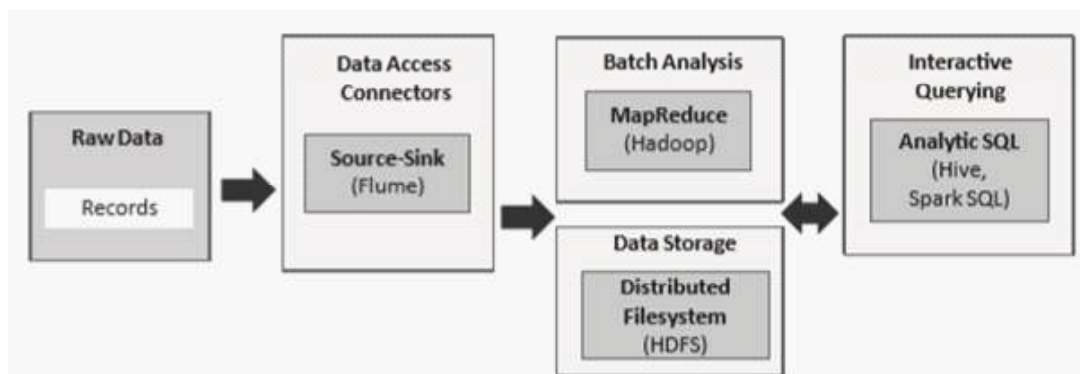 Raw Data
Records
Data Access
Connectors
Source-Sink
(Flume)
Batch Analysis
MapReduce
(Hadoop)
Data Storage
Distributed
Filesystem
(HDFS)
Interactive
Querying
Analytic SQL
(Hive,
Spark SQL)